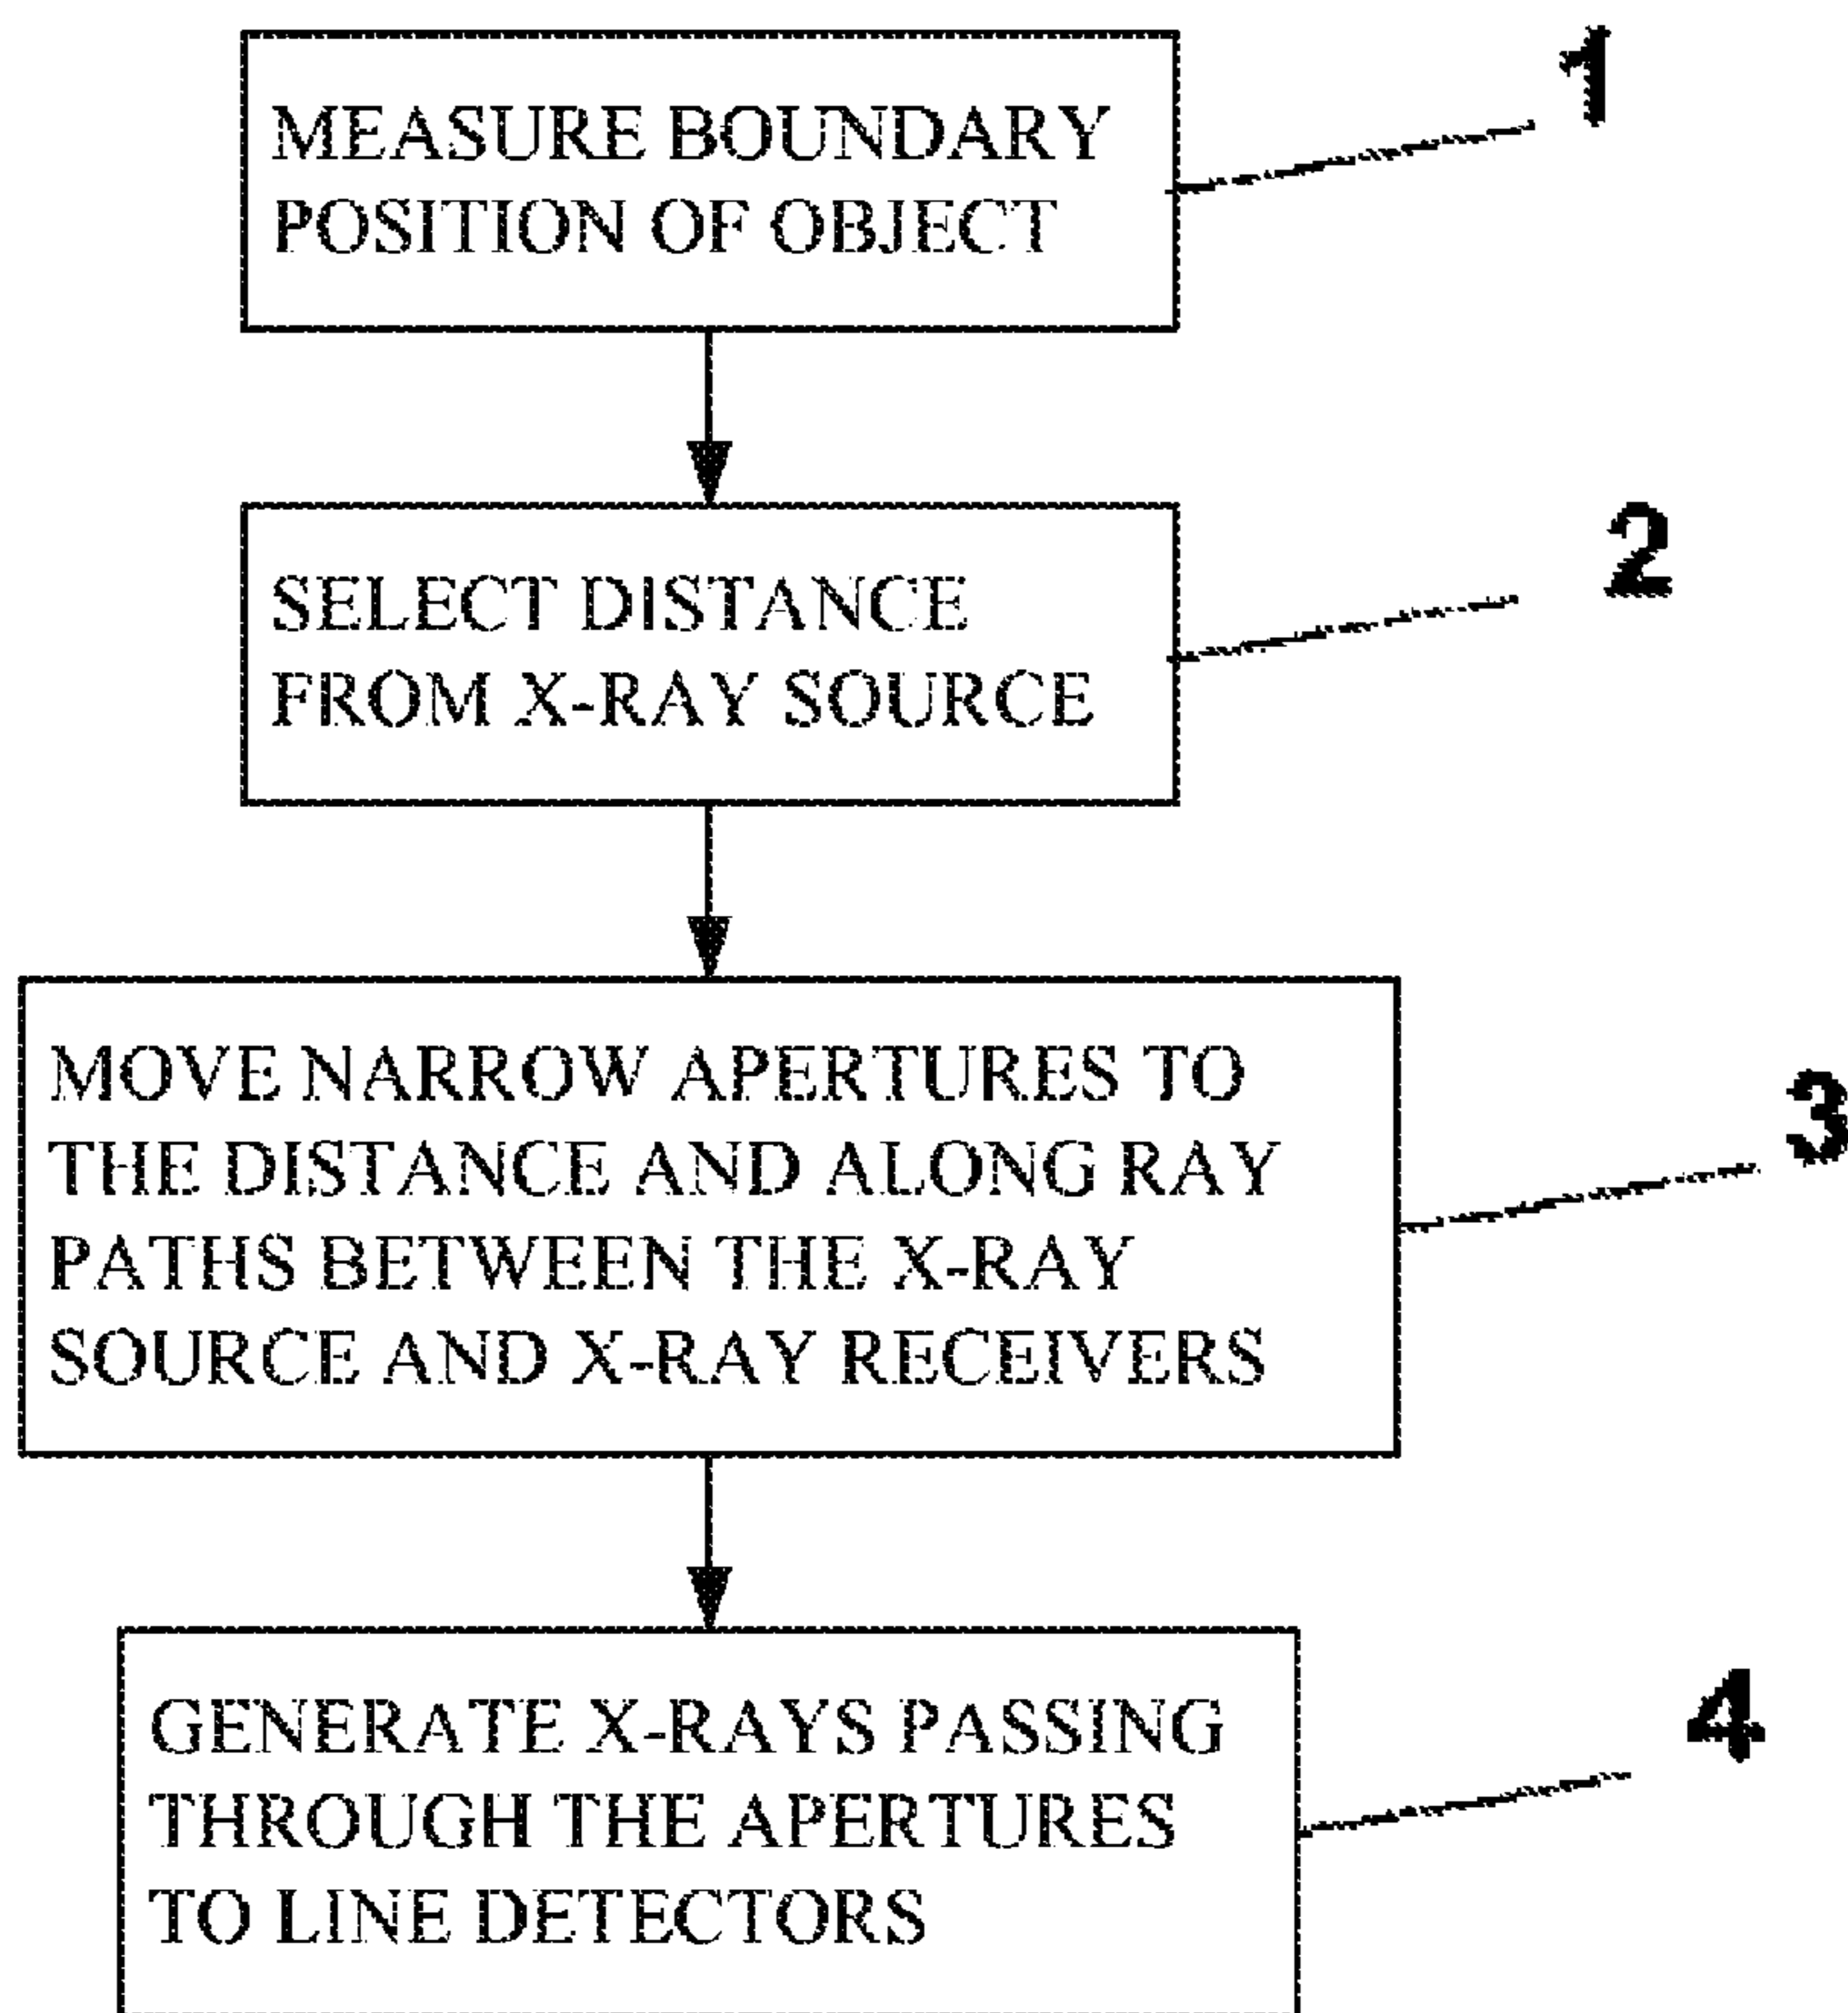 MEASURE BOUNDARY
POSITION OF OBJECT
1
SELECT DISTANCE
FROM X-RAY SOURCE
2
MOVE NARROW APERTURES TO
THE DISTANCE AND ALONG RAY
PATHS BETWEEN THE X-RAY
SOURCE AND X-RAY RECEIVERS
3
GENERATE X-RAYS PASSING
THROUGH THE APERTURES
TO LINE DETECTORS
4